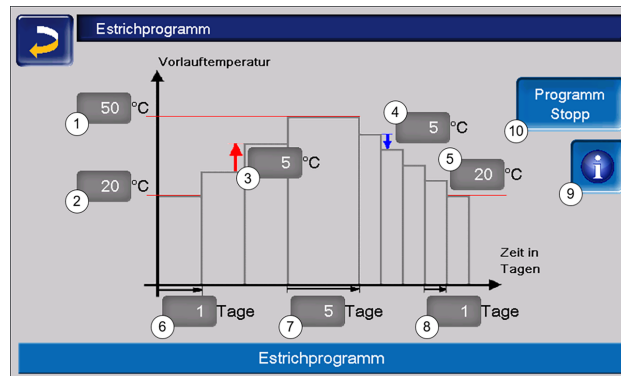 Estrichprogramm
Vorlauftemperatur
50 °C
1
4
5 °C
Programm
Stopp
10
3
5 °C
5
20 °C
20 °C
2
9
Zeit in
Tagen
1 Tage
6
5 Tage
7
1 Tage
8
Estrichprogramm